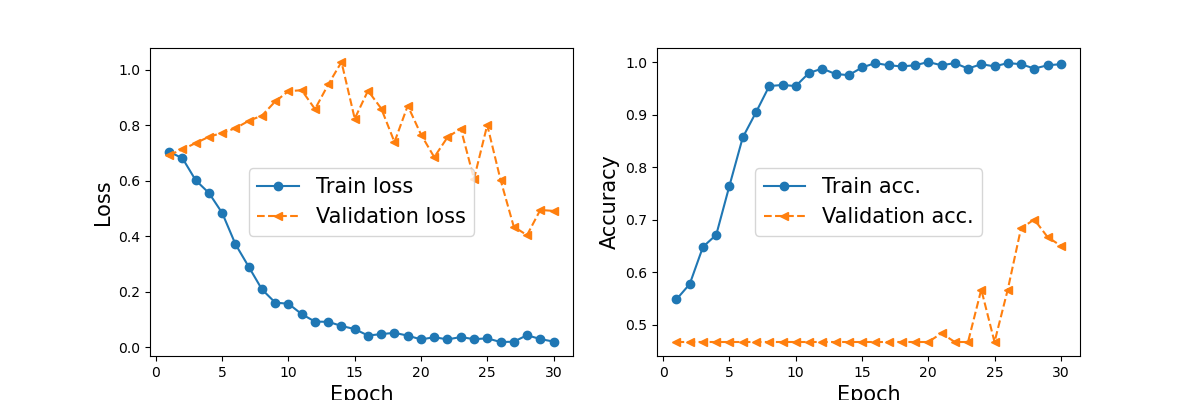 1.0
0.8
0.6
0.4
0.2
0.0
Loss
Train loss
Validation loss
0 5 10 15 20 25 30
Epoch
1.0
0.9
0.8
0.7
0.6
0.5
Accuracy
Train acc.
Validation acc.
0 5 10 15 20 25 30
Epoch